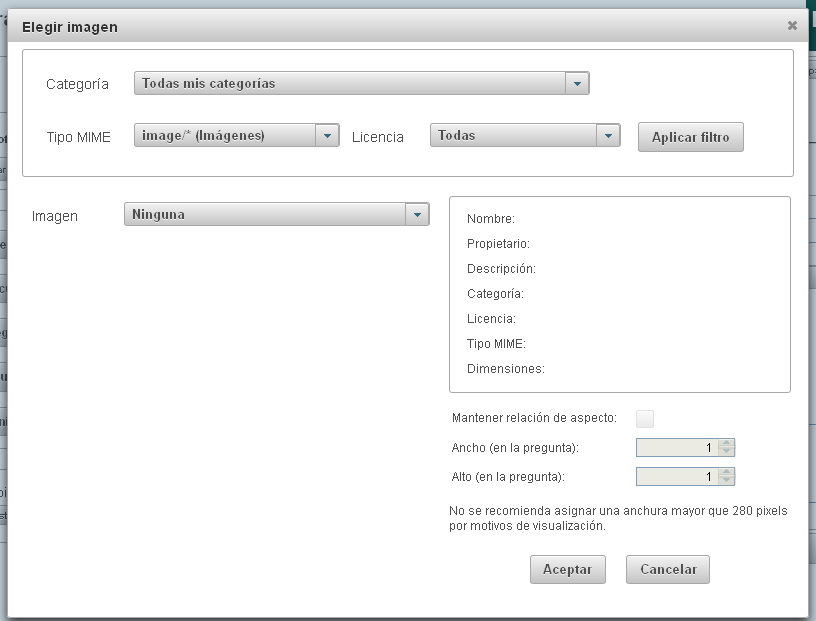 Elegir imagen
Categoría
Todas mis categorías
Tipo MIME
image/* (Imágenes)
Licencia
Todas
Aplicar filtro
Imagen
Ninguna
Nombre:
Propietario:
Descripción:
Categoría:
Licencia:
Tipo MIME:
Dimensiones:
Mantener relación de aspecto:
Ancho (en la pregunta):
1
Alto (en la pregunta):
1
No se recomienda asignar una anchura mayor que 280 pixels
por motivos de visualización.
Aceptar
Cancelar